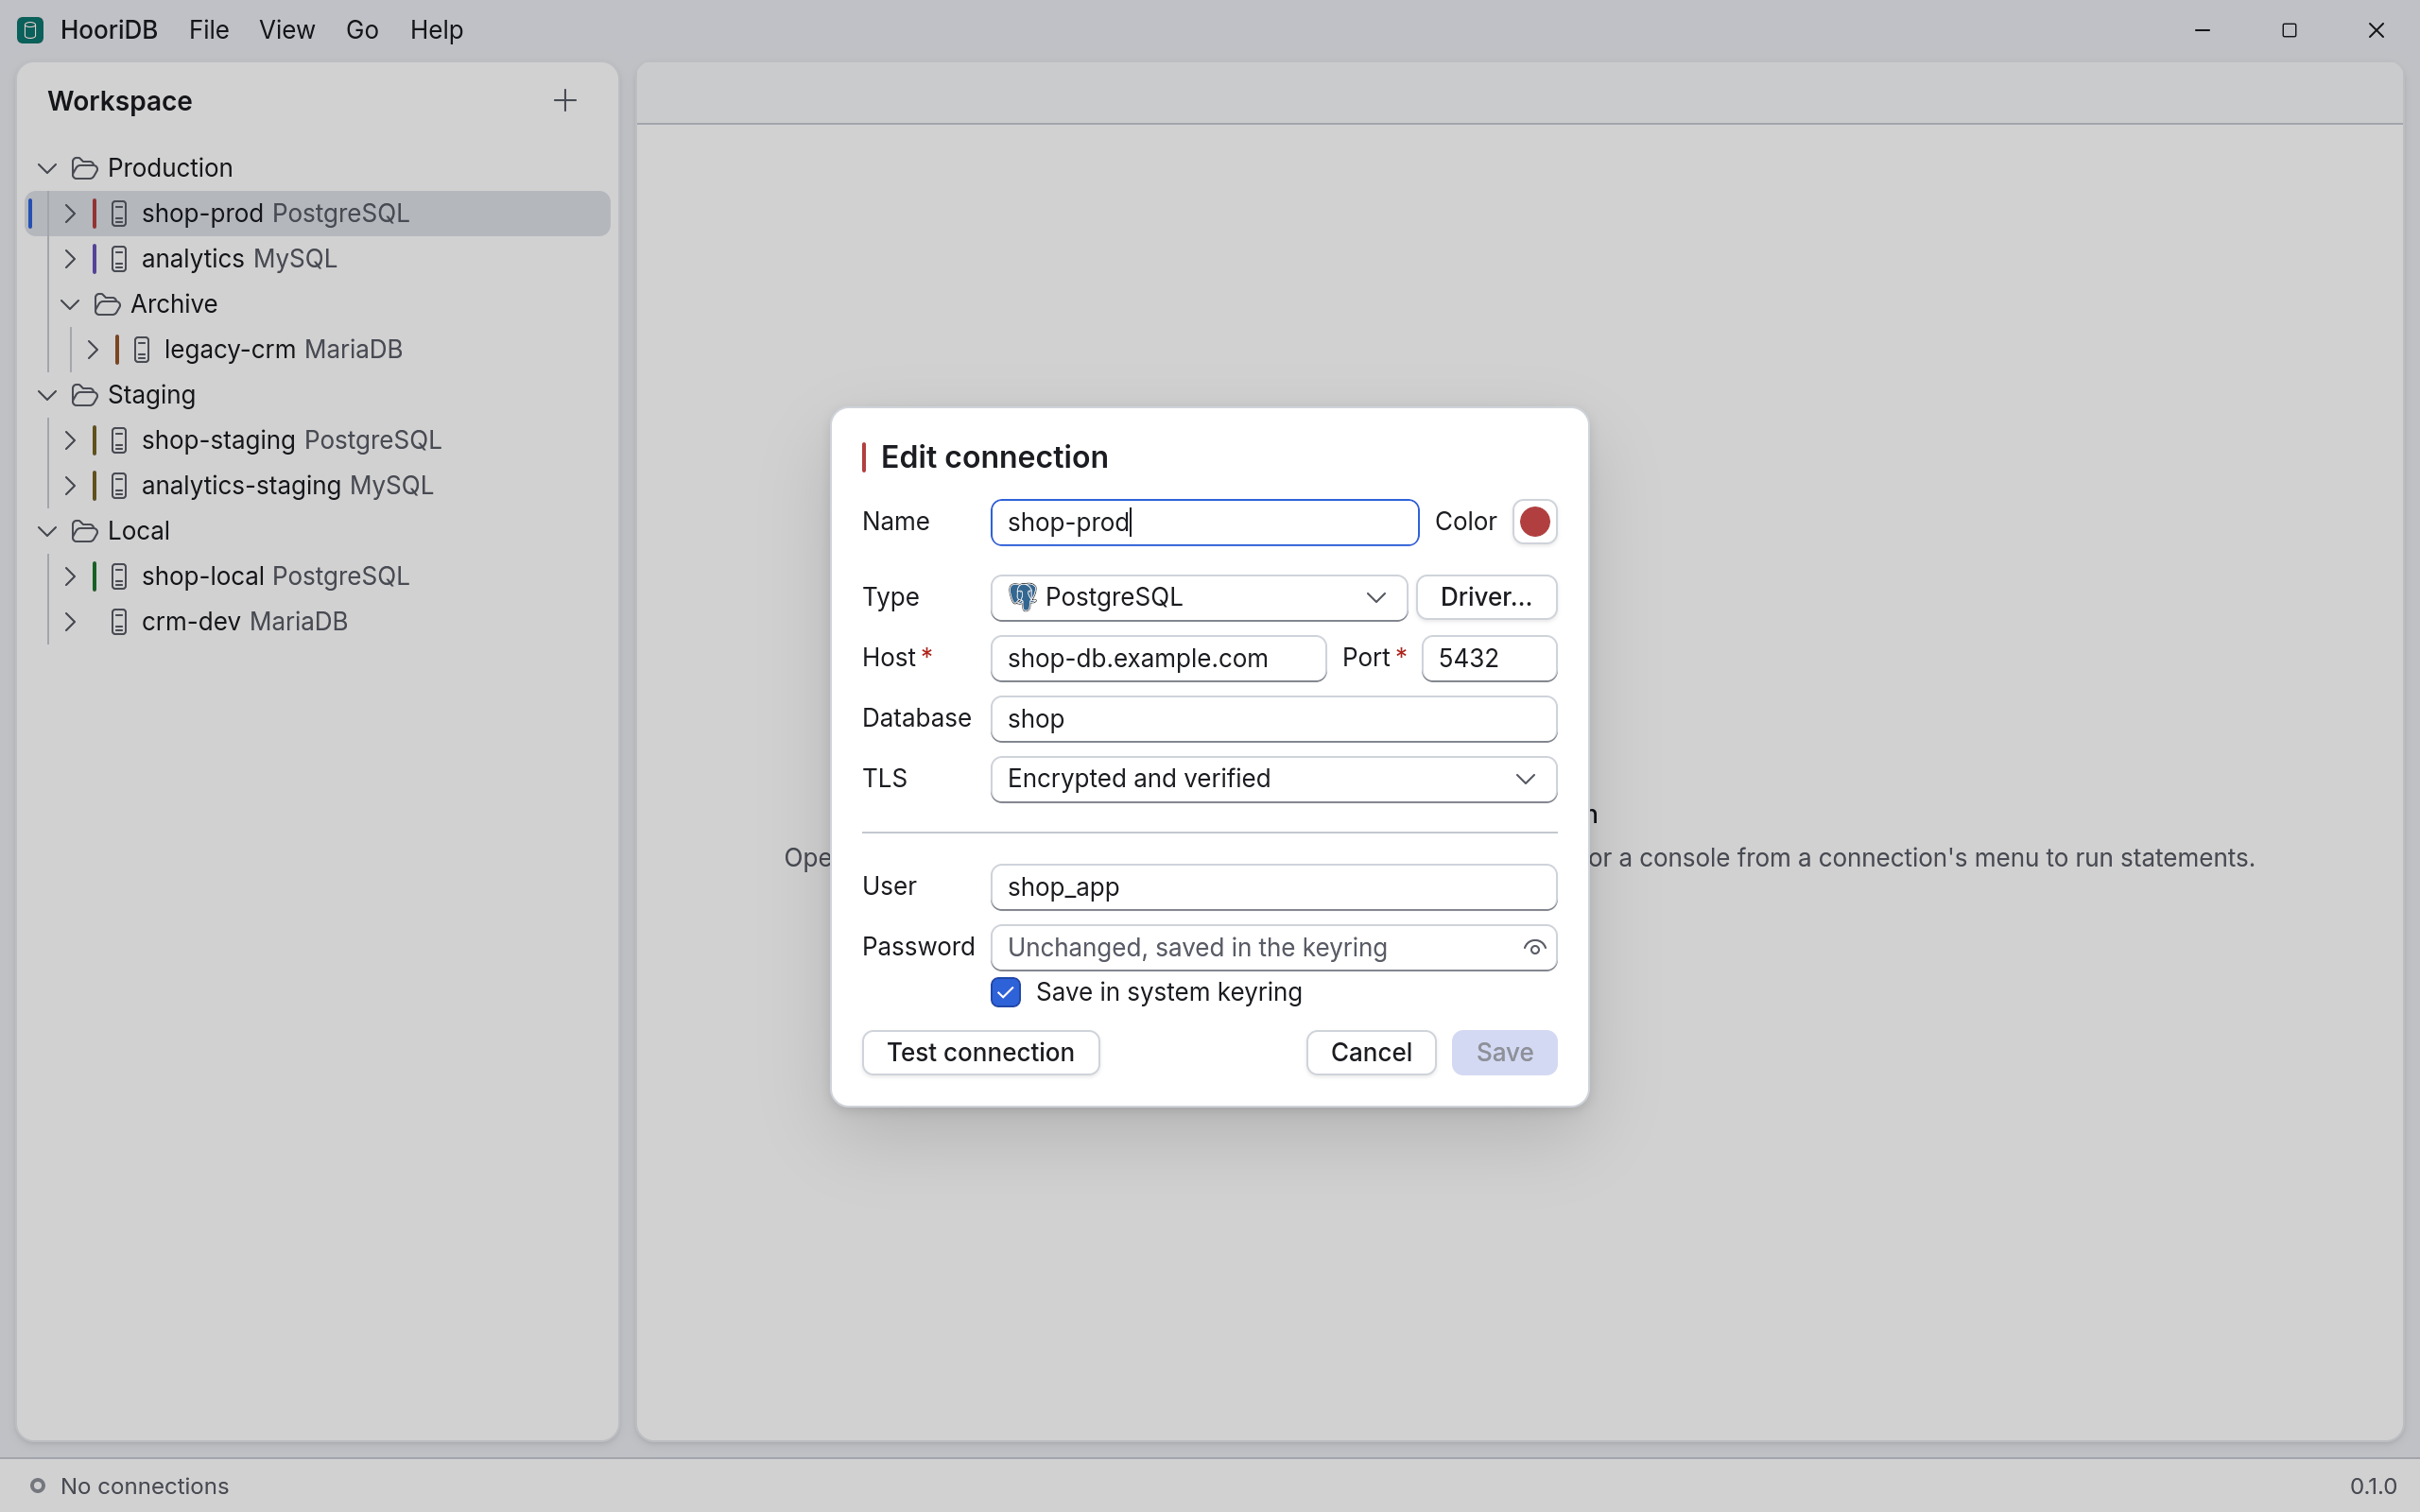 HooriDB File View Go Help
Workspace
Production
shop-prod PostgreSQL
analytics MySQL
Archive
legacy-crm MariaDB
Staging
shop-staging PostgreSQL
analytics-staging MySQL
Local
shop-local PostgreSQL
crm-dev MariaDB
Edit connection
Name shop-prod Color
Type PostgreSQL Driver...
Host * shop-db.example.com Port * 5432
Database shop
TLS Encrypted and verified
or a console from a connection's menu to run statements.
User shop_app
Password Unchanged, saved in the keyring
Save in system keyring
Test connection Cancel Save
No connections 0.1.0